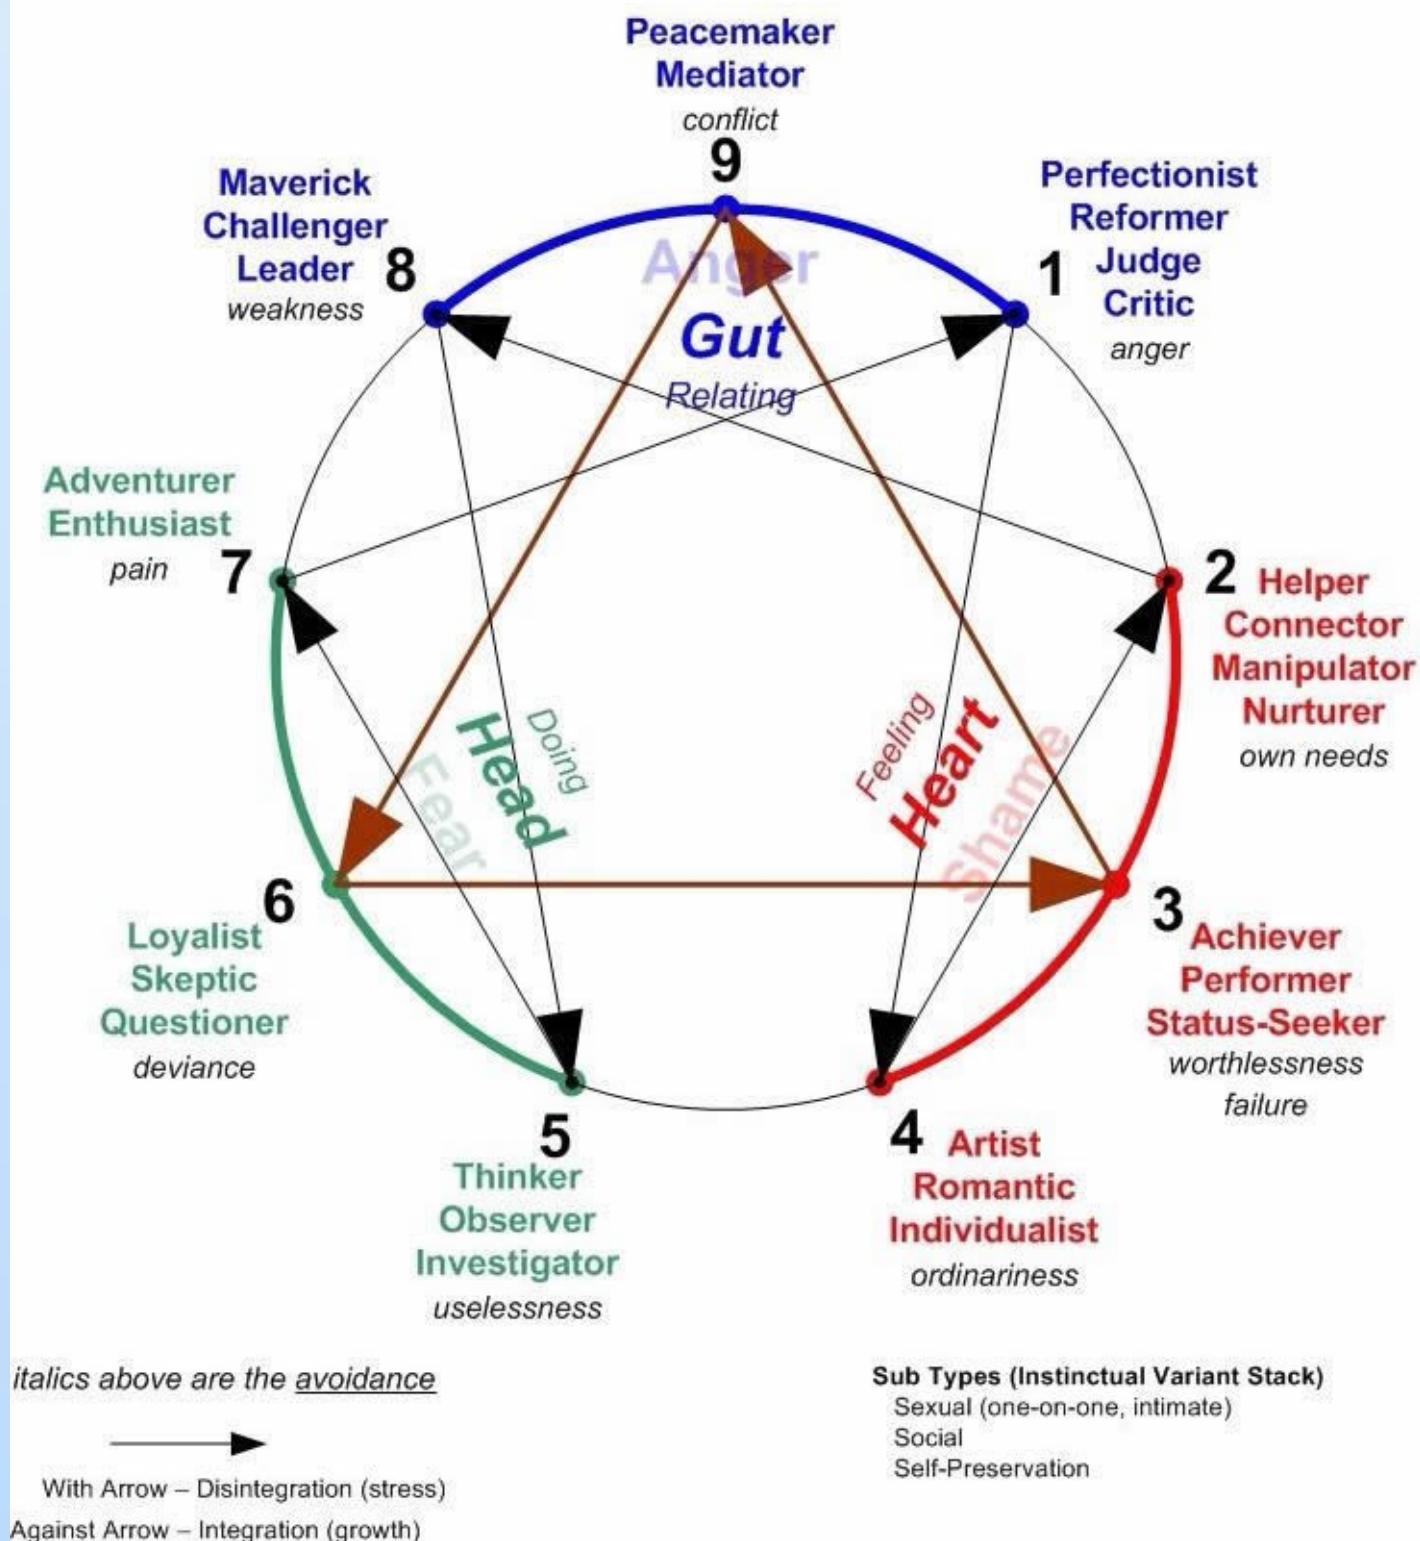 Peacemaker
Mediator
conflict
9
Maverick
Challenger
Leader
weakness
8
Perfectionist
Reformer
Judge
Critic
anger
1
Anger
Gut
Relating
Adventurer
Enthusiast
pain
7
2
Helper
Connector
Manipulator
Nurturer
own needs
Doing
Head
Fear
Feeling
Heart
Shame
6
Loyalist
Skeptic
Questioner
deviance
3
Achiever
Performer
Status-Seeker
worthlessness
failure
5
Thinker
Observer
Investigator
uselessness
4
Artist
Romantic
Individualist
ordinariness
italics above are the avoidance
With Arrow – Disintegration (stress)
Against Arrow – Integration (growth)
Sub Types (Instinctual Variant Stack)
Sexual (one-on-one, intimate)
Social
Self-Preservation